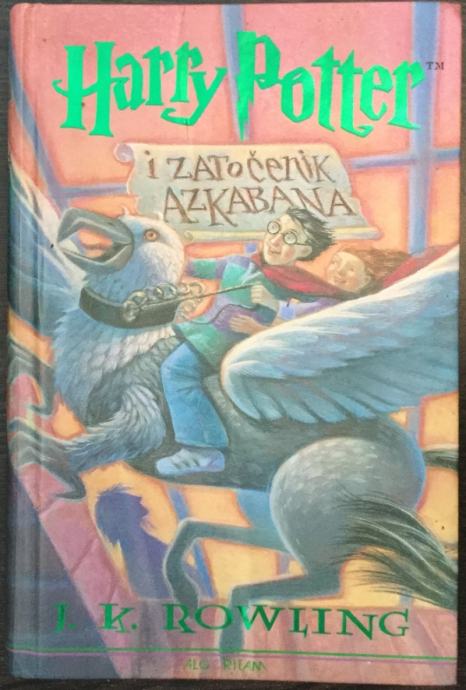 Harry Potter™
i ZATOČENIK
AZKABANA
J. K. ROWLING
ALGORITAM